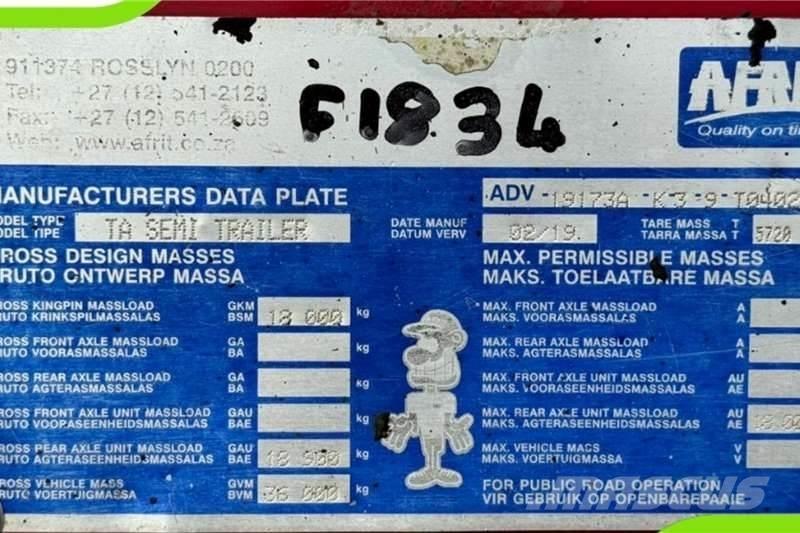 911374 ROSSLYN 0200
Tel: +27 (12) 541-2123
Fax: +27 (12) 541-2609
Web: www.afrit.co.za
F1834
Quality on
MANUFACTURERS DATA PLATE
ADV -19173A K 3 9 T0402
MODEL TYPE
MODEL TIPE
TA SEMI TRAILER
DATE MANUF
DATUM VERV
02/19.
TARE MASS T
TARRA MASSA T
5720
GROSS DESIGN MASSES
BRUTO ONTWERP MASSA
MAX. PERMISSIBLE MASSES
MAKS. TOELAATBARE MASSA
GROSS KINGPIN MASSLOAD GKM
BRUTO KRINKSPILMASSALAS BSM
18 000 kg
GROSS FRONT AXLE MASSLOAD GA
BRUTO VOORASMASSALAS BA
kg
GROSS REAR AXLE MASSLOAD GA
BRUTO AGTERASMASSALAS BA
kg
GROSS FRONT AXLE UNIT MASSLOAD GAU
BRUTO VOORASEENHEIDSMASSALAS BAE
kg
GROSS REAR AXLE UNIT MASSLOAD GAU
BRUTO AGTERASEENHEIDSMASSALAS BAE
18 900 kg
GROSS VEHICLE MASS GVM
BRUTO VOERTUIGMASSA BVM
36 000 kg
MAX. FRONT AXLE MASSLOAD A
MAKS. VOORASMASSALAS A
MAX. REAR AXLE MASSLOAD A
MAKS. AGTERASMASSALAS A
MAX. FRONT AXLE UNIT MASSLOAD AU
MAKS. VOORASEENHEIDSMASSALAS AE
MAX. REAR AXLE UNIT MASSLOAD AU
MAKS. AGTERASEENHEIDSMASSALAS AE
18 00
MAX. VEHICLE MASS V
MAKS. VOERTUIGMASSA V
FOR PUBLIC ROAD OPERATION
VIR GEBRUIK OP OPENBAREPAAIE
MASCUS